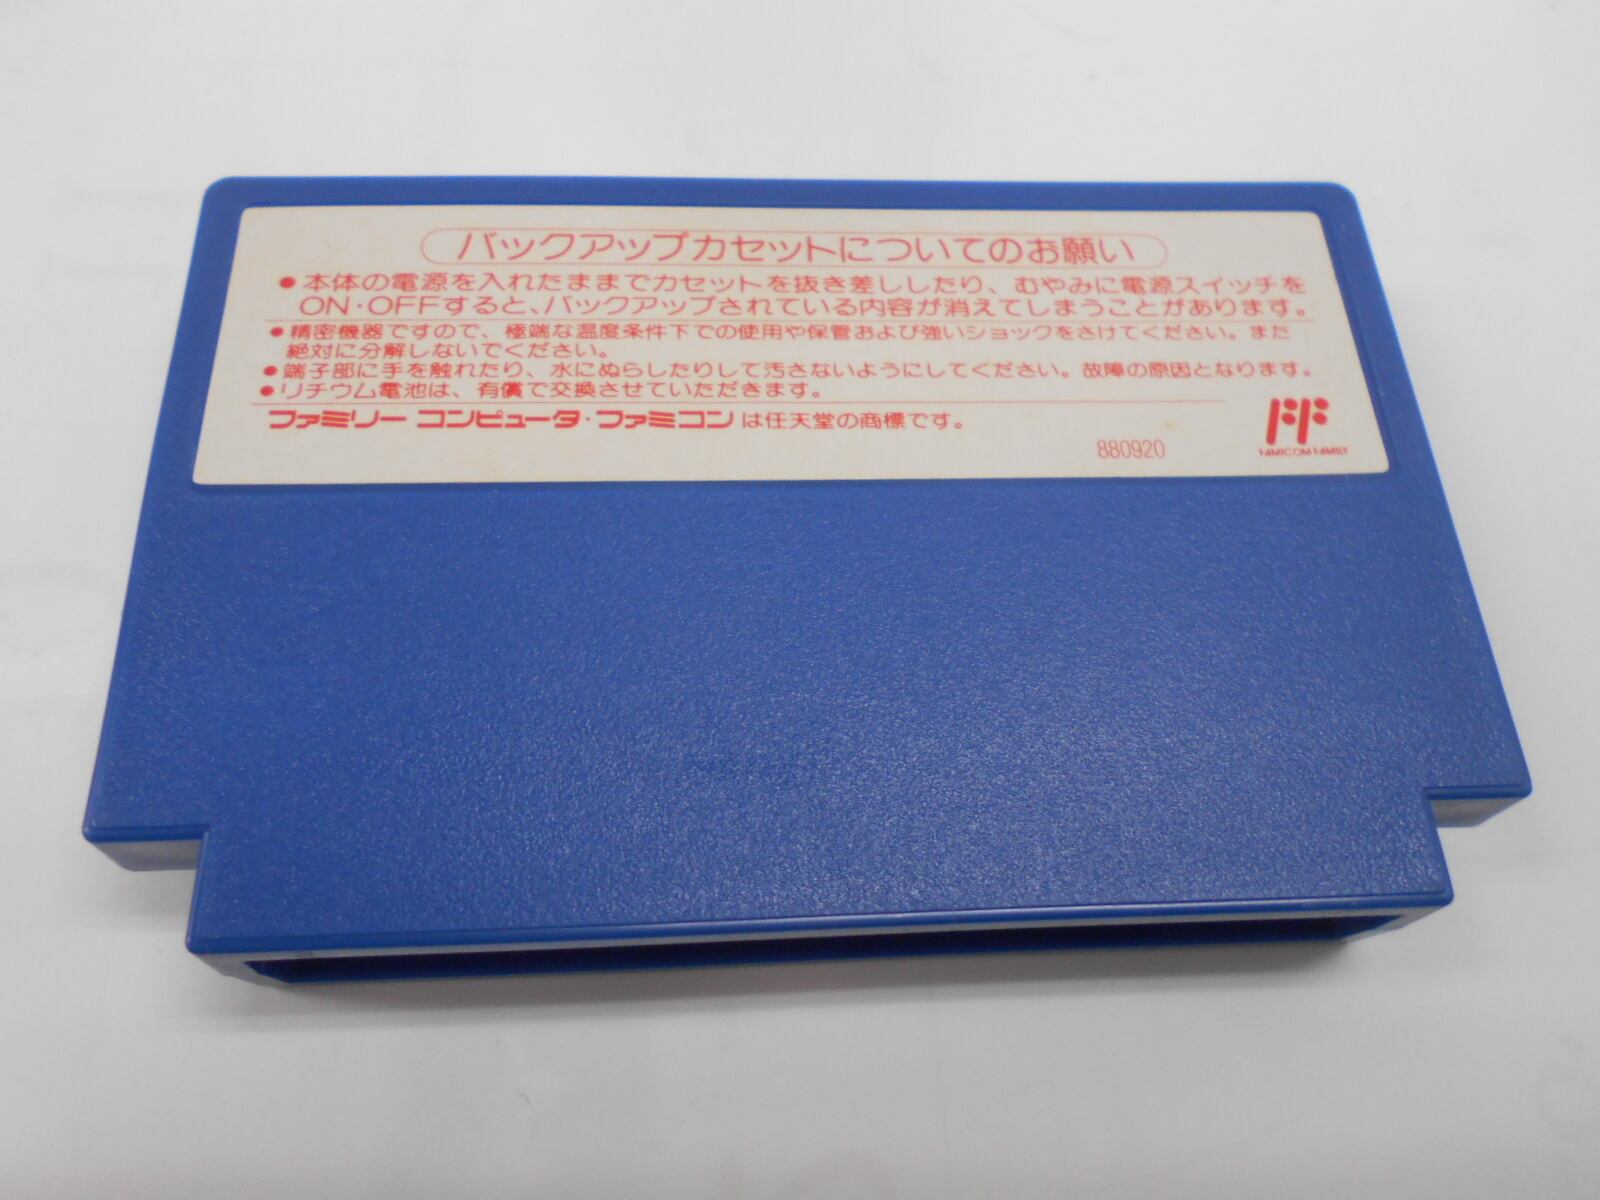 バックアップカセットについてのお願い
●本体の電源を入れたままでカセットを抜き差ししたり、むやみに電源スイッチを
ON・OFFすると、バックアップされている内容が消えてしまうことがあります。
●精密機器ですので、極端な温度条件下での使用や保管および強いショックをさけてください。また
絶対に分解しないでください。
●端子部に手を触れたり、水にぬらしたりして汚さないようにしてください。故障の原因となります。
●リチウム電池は、有償で交換させていただきます。
ファミリー コンピュータ・ファミコンは任天堂の商標です。
880920
FAMICOM FAMILY